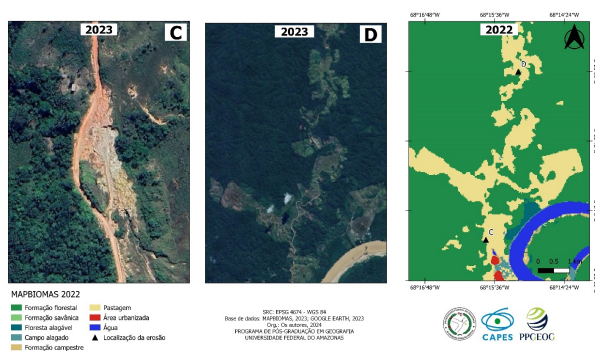 2023
C
2023
D
2022
68°16'48"W 68°15'36"W 68°14'24"W
D
C
0 0.5 1 km
68°16'48"W 68°15'36"W 68°14'24"W
MAPBIOMAS 2022
Formação florestal
Formação savânica
Floresta alagável
Campo alagado
Formação campestre
Pastagem
Área urbanizada
Água
Localização da erosão
SRC: EPSG 4674 - WGS 84
Base de dados: MAPBIOMAS, 2023; GOOGLE EARTH, 2023
Org.: Os autores, 2024
PROGRAMA DE PÓS-GRADUAÇÃO EM GEOGRAFIA
UNIVERSIDADE FEDERAL DO AMAZONAS
CAPES
PPGEOG